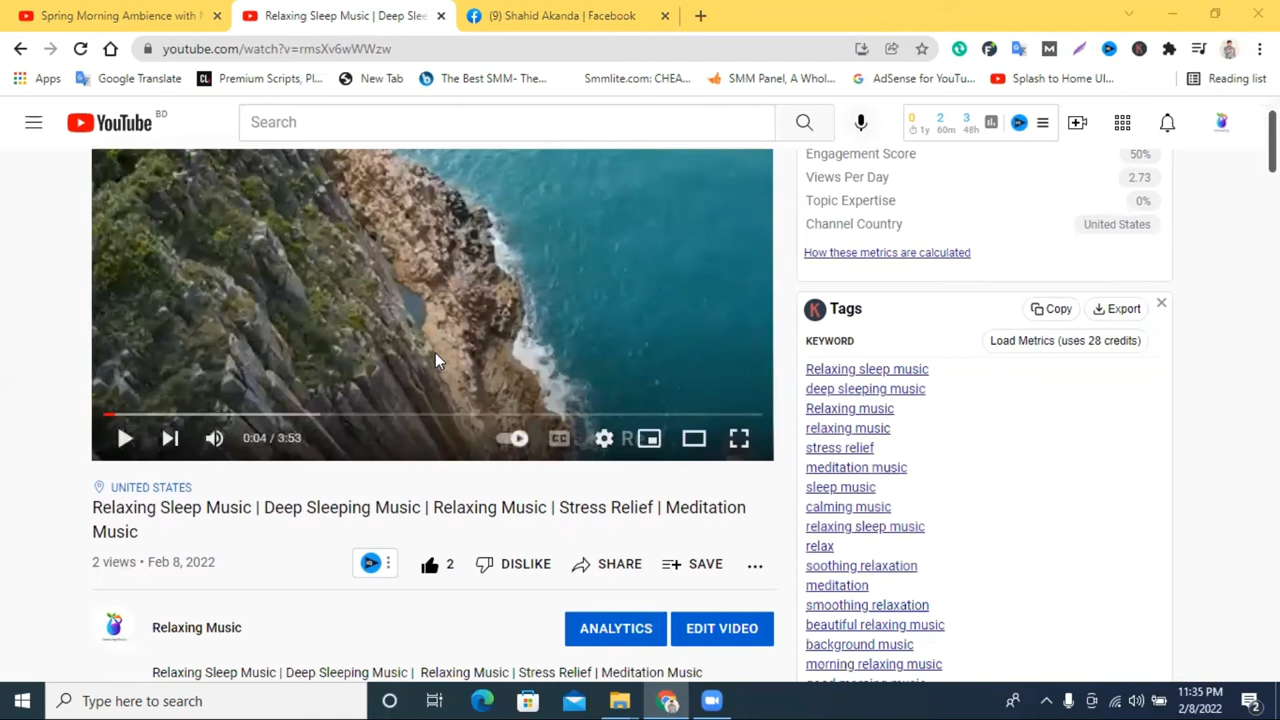 Spring Morning Ambience with N
Relaxing Sleep Music | Deep Slee
(9) Shahid Akanda | Facebook
youtube.com/watch?v=rmsXv6wWWzw
Apps
Google Translate
Premium Scripts, Pl...
New Tab
The Best SMM- The...
Smmlite.com: CHEA...
SMM Panel, A Whol...
AdSense for YouTu...
Splash to Home UI...
Reading list
YouTube BD
Search
0 2 3
1y 60m 48h
Engagement Score 50%
Views Per Day 2.73
Topic Expertise 0%
Channel Country United States
How these metrics are calculated
K Tags
Copy
Export
KEYWORD
Load Metrics (uses 28 credits)
Relaxing sleep music
deep sleeping music
Relaxing music
relaxing music
stress relief
meditation music
sleep music
calming music
relaxing sleep music
relax
soothing relaxation
meditation
smoothing relaxation
beautiful relaxing music
background music
morning relaxing music
0:04 / 3:53
CC
R
UNITED STATES
Relaxing Sleep Music | Deep Sleeping Music | Relaxing Music | Stress Relief | Meditation
Music
2 views • Feb 8, 2022
2
DISLIKE
SHARE
SAVE
Relaxing Music
ANALYTICS
EDIT VIDEO
Relaxing Sleep Music | Deep Sleeping Music | Relaxing Music | Stress Relief | Meditation Music
Type here to search
11:35 PM
2/8/2022
2